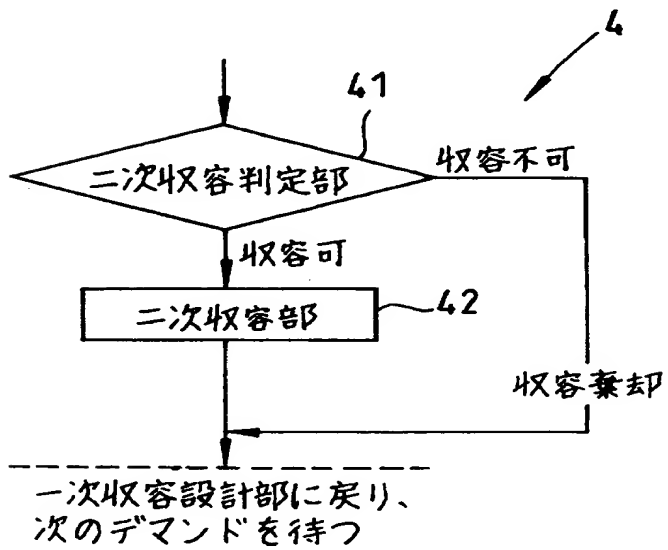 4
41
二次収容判定部
収容不可
収容可
二次収容部
42
収容棄却
一次収容設計部に戻り、
次のデマンドを待つ